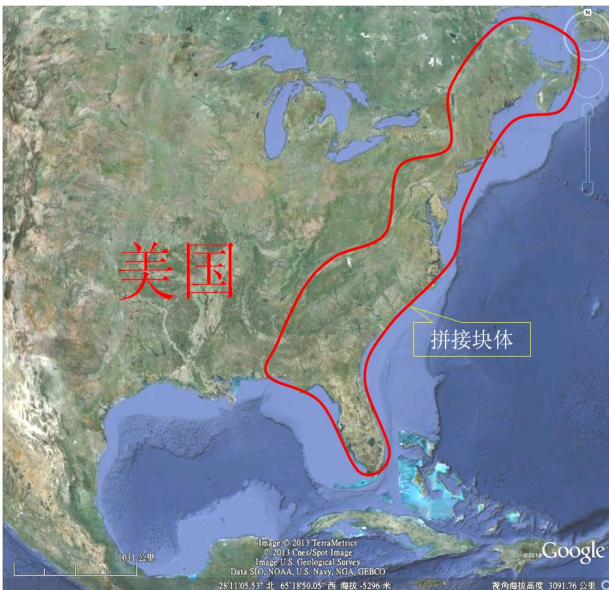 N
美国
拼接块体
1031 公里
Image © 2013 TerraMetrics
© 2013 Cnes/Spot Image
Image U.S. Geological Survey
Data SIO, NOAA, U.S. Navy, NGA, GEBCO
©2010 Google
28°11'05.53" 北 65°18'50.05" 西 海拔 -5296 米
视角海拔高度 3091.76 公里